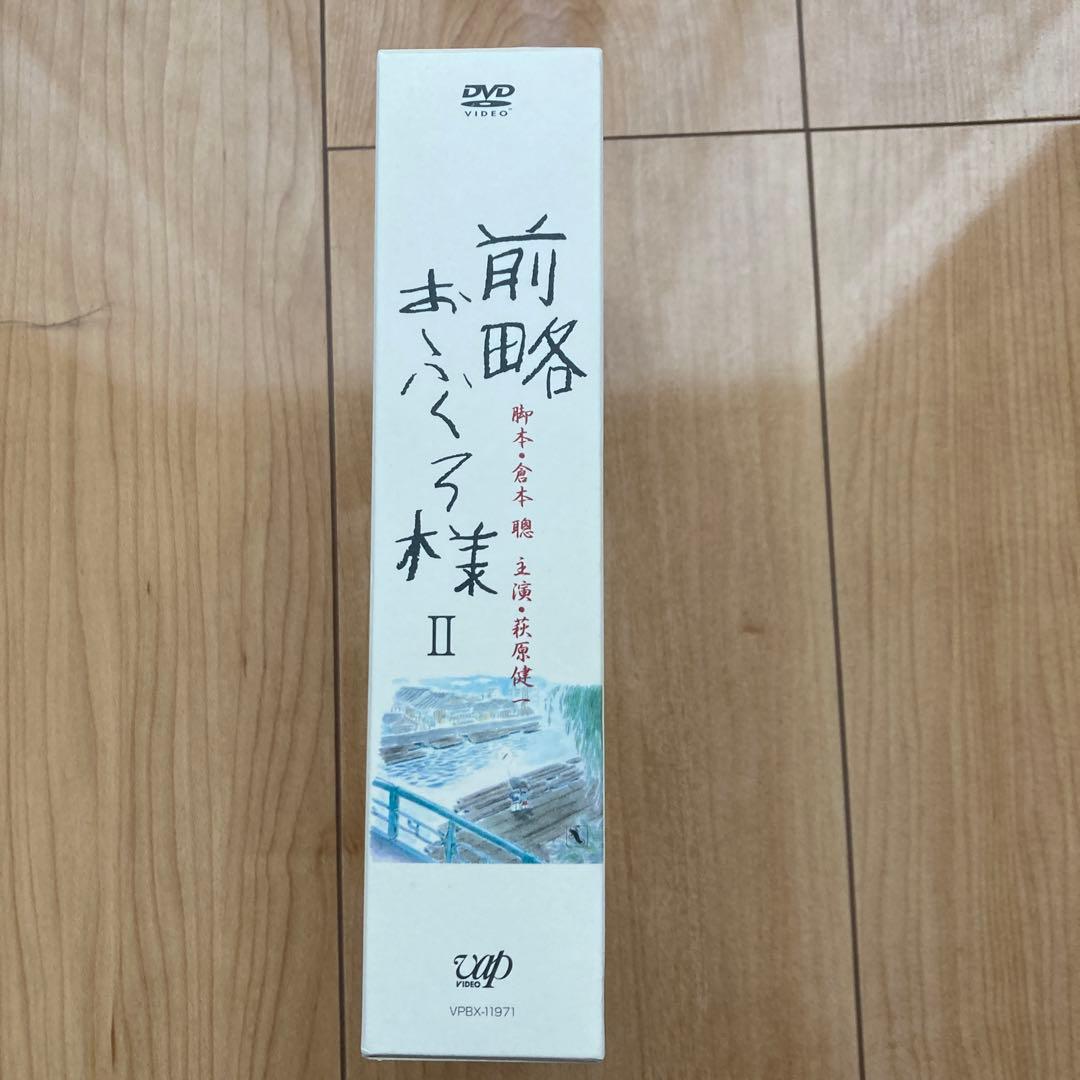 DVD
VIDEO
前略
おふくろ様
II
脚本・倉本 聰 主演・萩原健一
vap
VIDEO
VPBX-11971